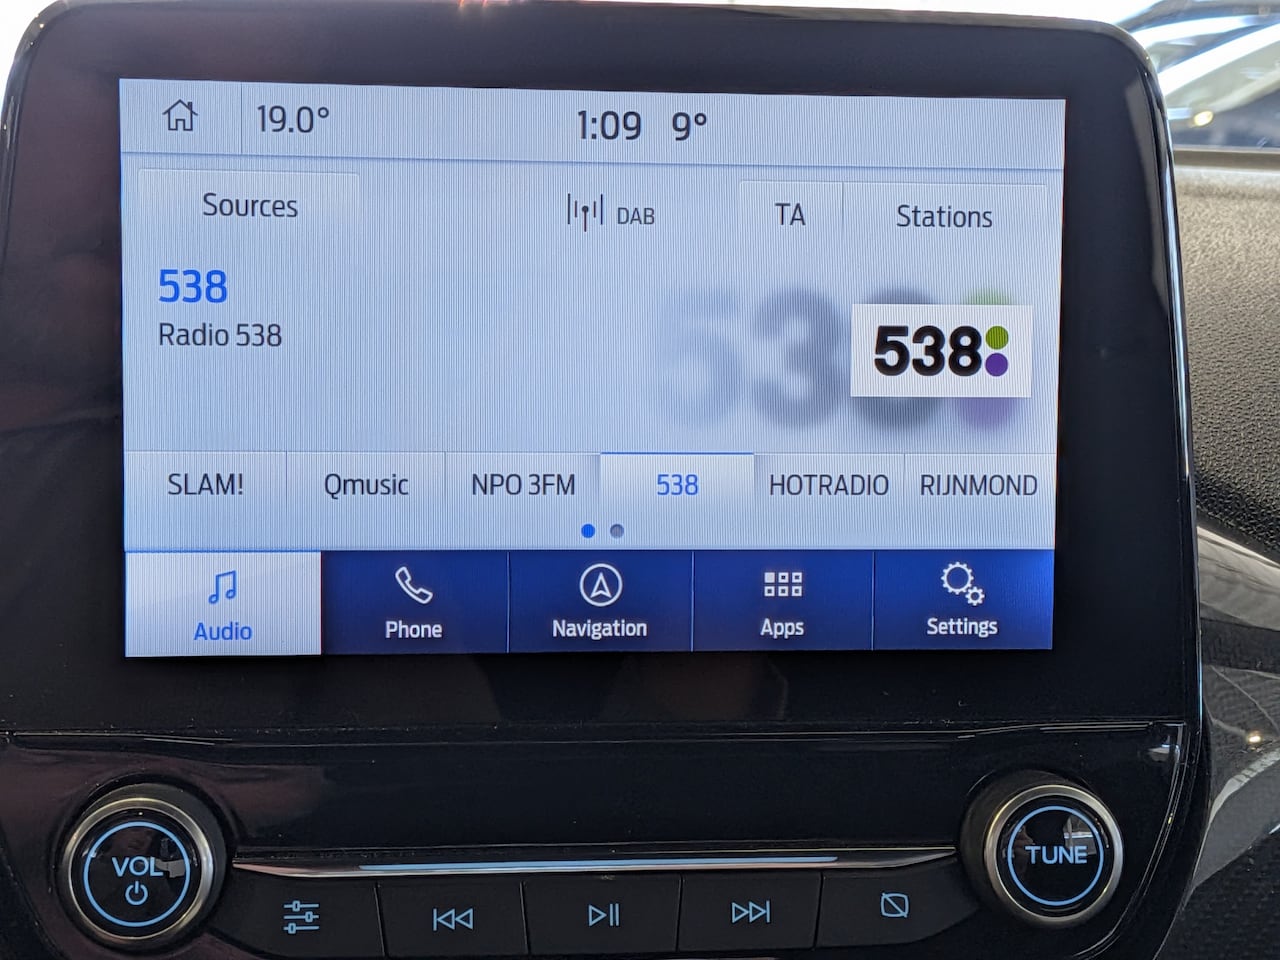 19.0° 1:09 9°
Sources DAB TA Stations
538
Radio 538
538
SLAM! Qmusic NPO 3FM 538 HOTRADIO RIJNMOND
Audio Phone Navigation Apps Settings
VOL TUNE